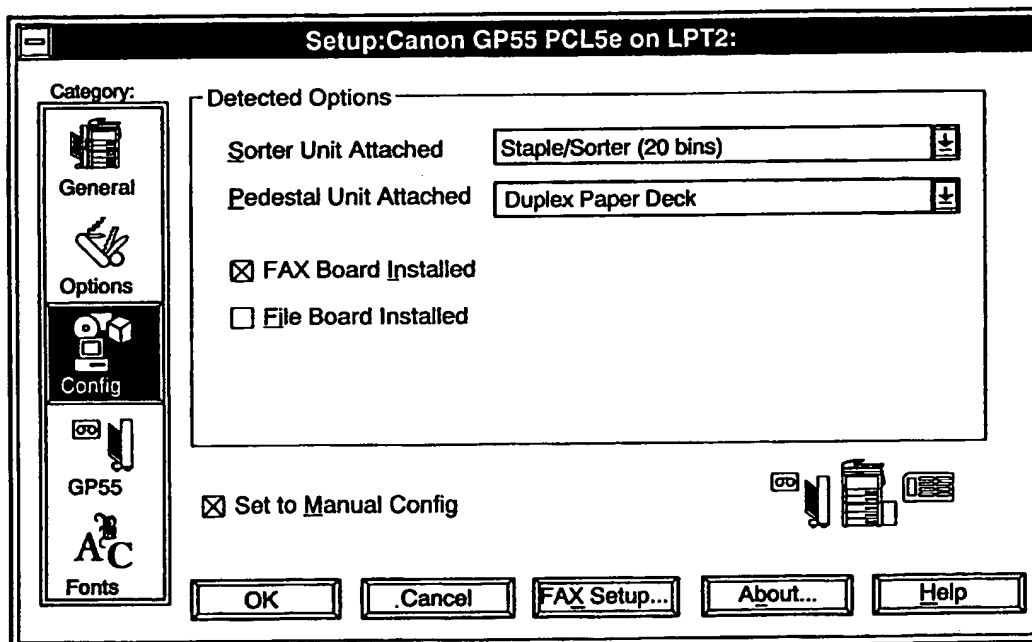 Setup:Canon GP55 PCL5e on LPT2:
Category:
General
Options
Config
GP55
Fonts
Detected Options
Sorter Unit Attached
Staple/Sorter (20 bins)
Pedestal Unit Attached
Duplex Paper Deck
FAX Board Installed
File Board Installed
Set to Manual Config
OK
.Cancel
FAX Setup...
About...
Help